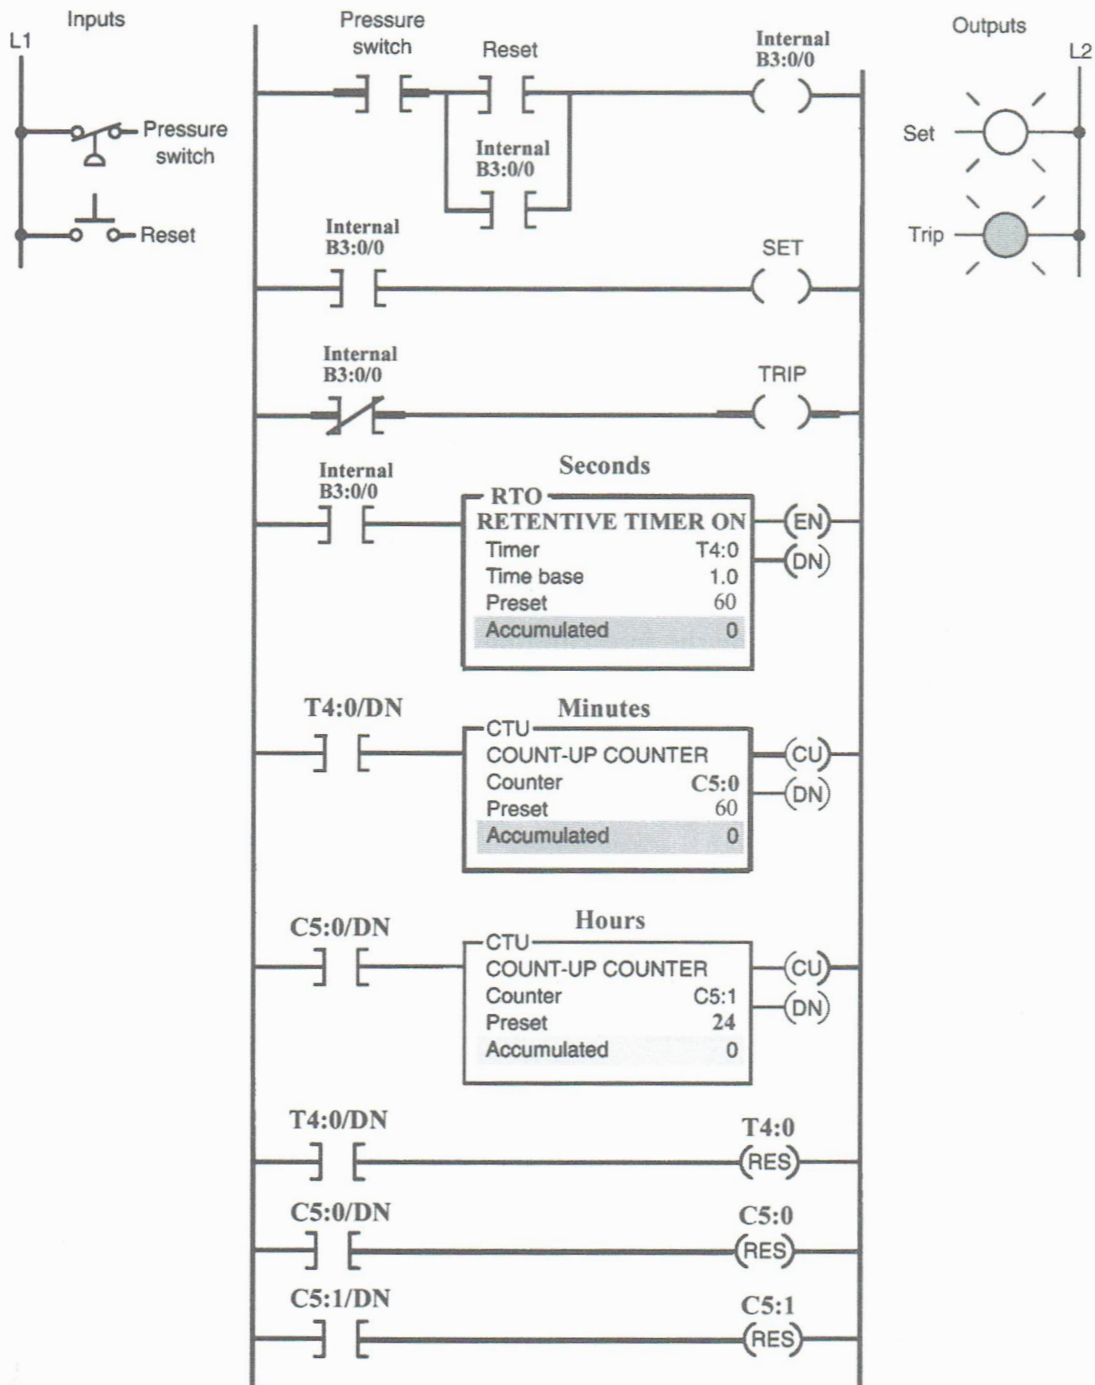 Inputs
L1
Pressure
switch
Reset
Pressure
switch
Reset
Internal
B3:0/0
Internal
B3:0/0
Outputs
L2
Set
Trip
Internal
B3:0/0
SET
Internal
B3:0/0
TRIP
Internal
B3:0/0
Seconds
RTO
RETENTIVE TIMER ON
Timer T4:0
Time base 1.0
Preset 60
Accumulated 0
EN
DN
T4:0/DN
Minutes
CTU
COUNT-UP COUNTER
Counter C5:0
Preset 60
Accumulated 0
CU
DN
C5:0/DN
Hours
CTU
COUNT-UP COUNTER
Counter C5:1
Preset 24
Accumulated 0
CU
DN
T4:0/DN
T4:0
RES
C5:0/DN
C5:0
RES
C5:1/DN
C5:1
RES